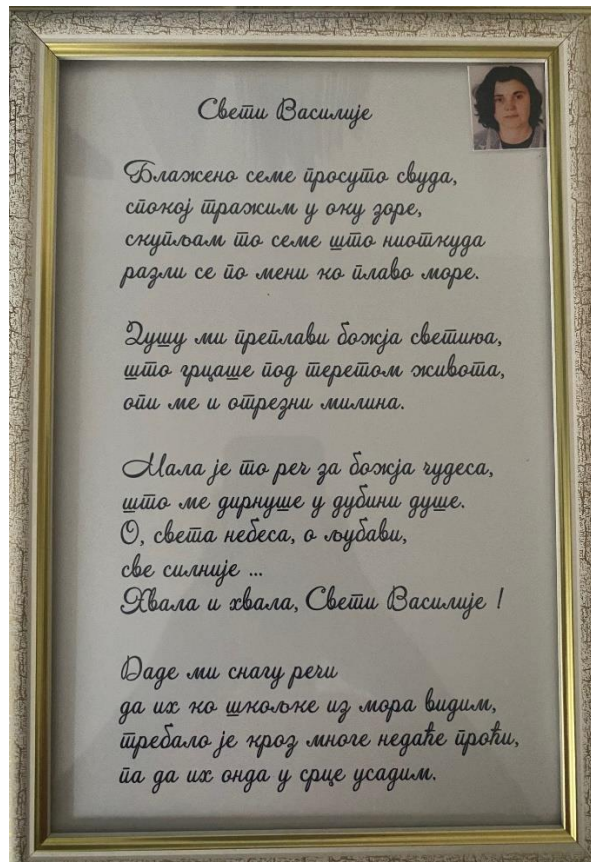 Свети Василије
Блажено семе просуто свуда,
спокој тражим у оку зоре,
скупљам то семе што ниоткуда
разли се по мени ко плаво море.
Душу ми преплави божја светиња,
што грцаше под теретом живота,
опи ме и отрезни милина.
Мала је то реч за божја чудеса,
што ме дирнуше у дубини душе.
О, света небеса, о љубави,
све силније ...
Хвала и хвала, Свети Василије !
Даде ми снагу речи
да их ко шкољке из мора видим,
требало је кроз многе недаће проћи,
па да их онда у срце усадим.